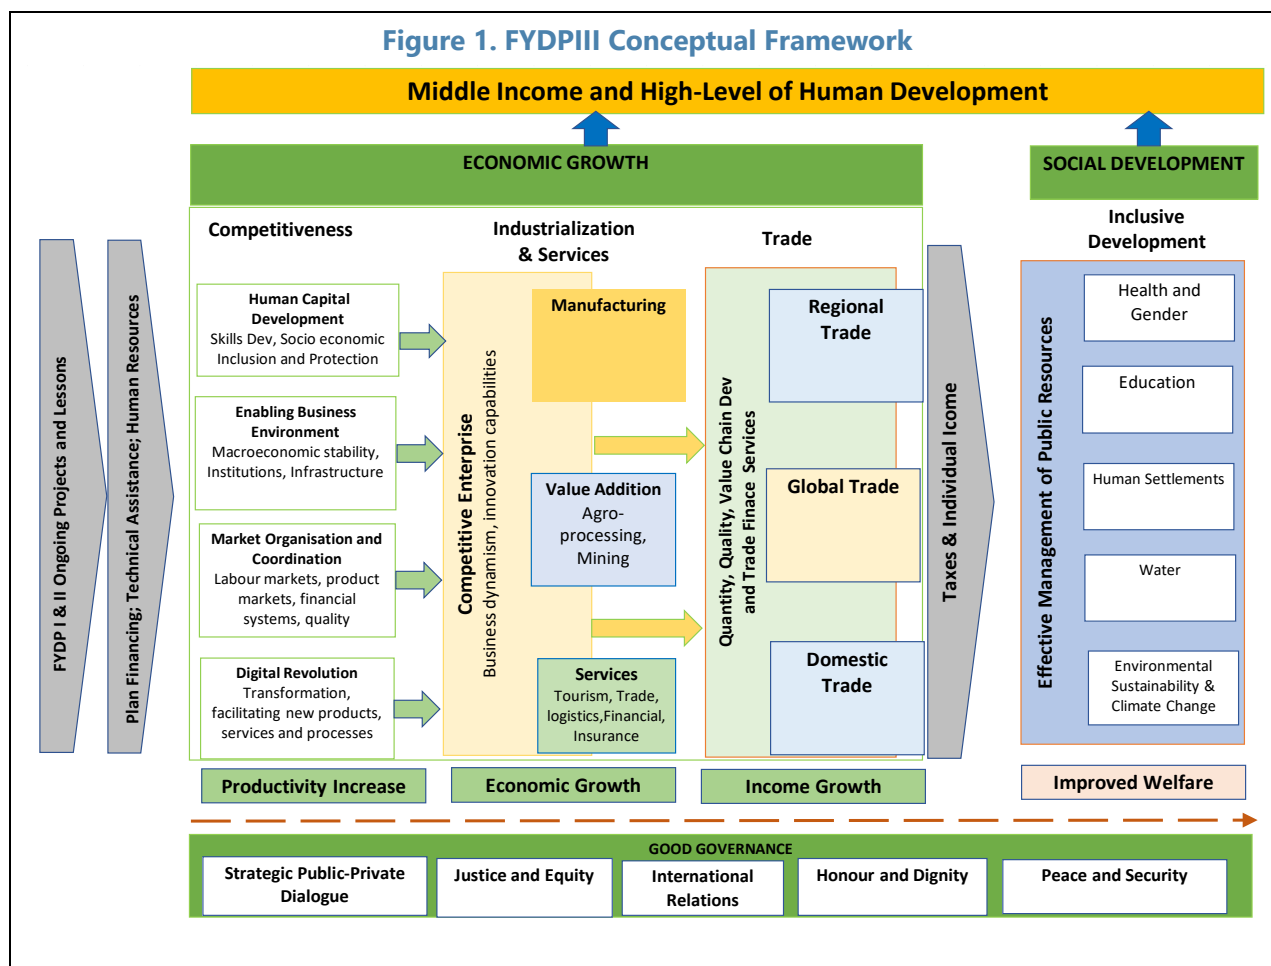 Figure 1. FYDPIII Conceptual Framework
Middle Income and High-Level of Human Development
ECONOMIC GROWTH
SOCIAL DEVELOPMENT
FYDP I & II Ongoing Projects and Lessons
Plan Financing; Technical Assistance; Human Resources
Competitiveness
Human Capital
Development
Skills Dev, Socio economic
Inclusion and Protection
Enabling Business
Environment
Macroeconomic stability,
Institutions, Infrastructure
Market Organisation and
Coordination
Labour markets, product
markets, financial
systems, quality
Digital Revolution
Transformation,
facilitating new products,
services and processes
Industrialization
& Services
Competitive Enterprise
Business dynamism, innovation capabilities
Manufacturing
Value Addition
Agro-
processing,
Mining
Services
Tourism, Trade,
logistics,Financial,
Insurance
Trade
Quantity, Quality, Value Chain Dev
and Trade Finace Services
Regional
Trade
Global Trade
Domestic
Trade
Taxes & Individual Icome
Inclusive
Development
Effective Management of Public Resources
Health and
Gender
Education
Human Settlements
Water
Environmental
Sustainability &
Climate Change
Productivity Increase
Economic Growth
Income Growth
Improved Welfare
GOOD GOVERNANCE
Strategic Public-Private
Dialogue
Justice and Equity
International
Relations
Honour and Dignity
Peace and Security